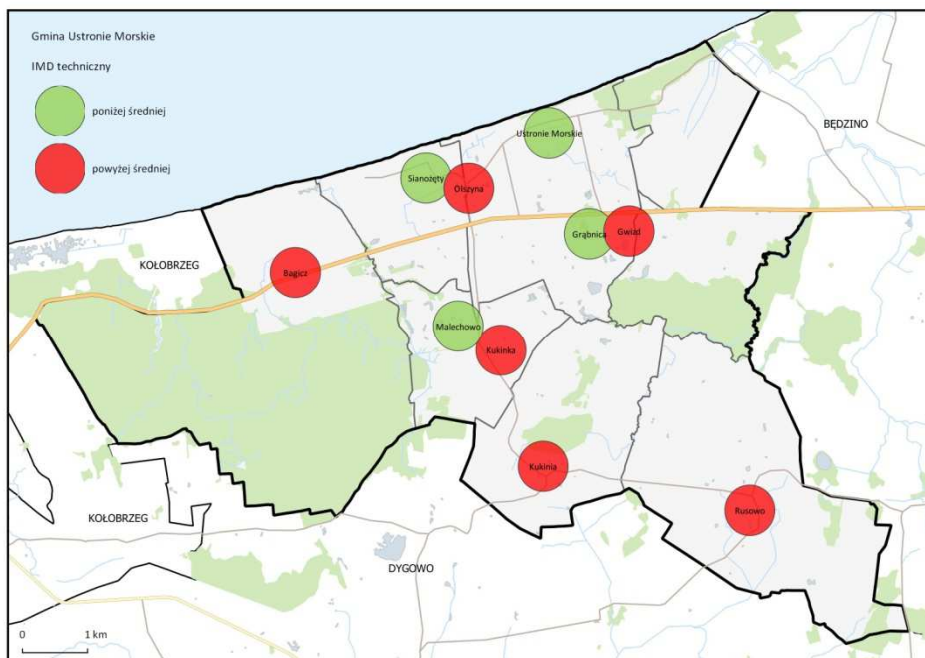 Gmina Ustronie Morskie
IMD techniczny
poniżej średniej
powyżej średniej
Ustronie Morskie
BĘDZINO
Sianożęty
Olszyna
Grąbnica
Gwizd
KOŁOBRZEG
Bagicz
Malechowo
Kukinka
Kukinia
Rusowo
KOŁOBRZEG
DYGOWO
0 1 km